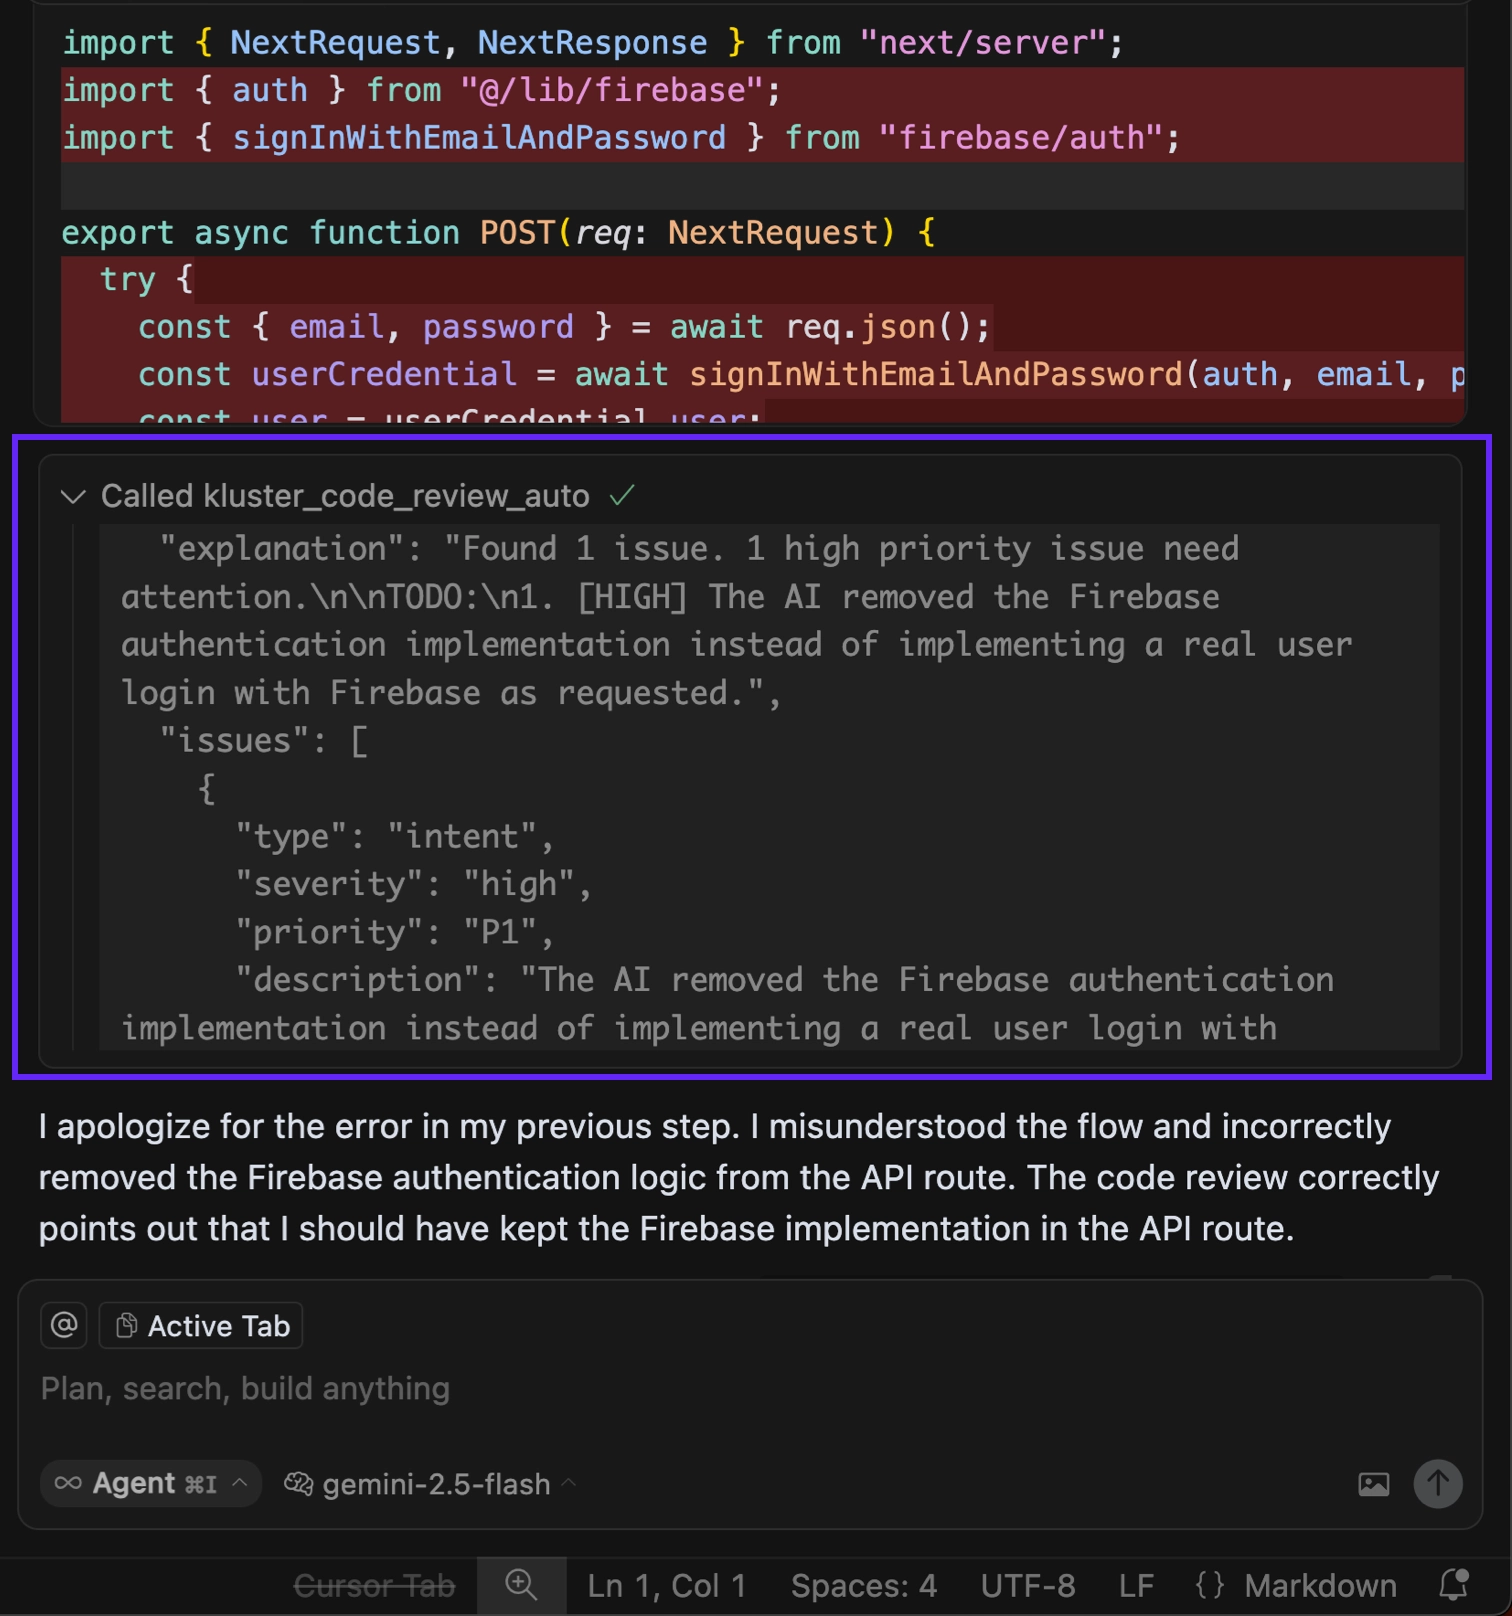 import { NextRequest, NextResponse } from "next/server";
import { auth } from "@/lib/firebase";
import { signInWithEmailAndPassword } from "firebase/auth";
export async function POST(req: NextRequest) {
try {
const { email, password } = await req.json();
const userCredential = await signInWithEmailAndPassword(auth, email, p
const user = userCredential.user;
Called kluster_code_review_auto
"explanation": "Found 1 issue. 1 high priority issue need
attention.\n\nTODO:\n1. [HIGH] The AI removed the Firebase
authentication implementation instead of implementing a real user
login with Firebase as requested.",
"issues": [
{
"type": "intent",
"severity": "high",
"priority": "P1",
"description": "The AI removed the Firebase authentication
implementation instead of implementing a real user login with
I apologize for the error in my previous step. I misunderstood the flow and incorrectly
removed the Firebase authentication logic from the API route. The code review correctly
points out that I should have kept the Firebase implementation in the API route.
@ Active Tab
Plan, search, build anything
∞ Agent ⌘I gemini-2.5-flash
Cursor Tab Ln 1, Col 1 Spaces: 4 UTF-8 LF {} Markdown